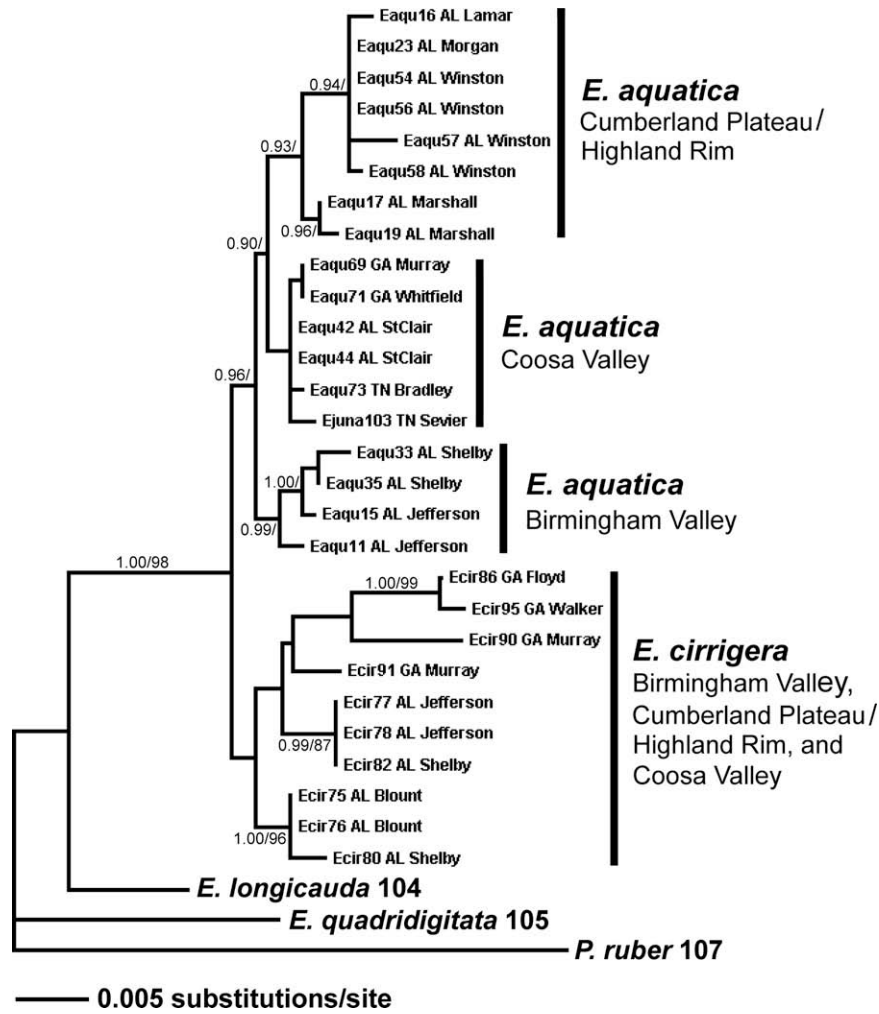 Eaqu16 AL Lamar
Eaqu23 AL Morgan
0.94/
Eaqu54 AL Winston
Eaqu56 AL Winston
Eaqu57 AL Winston
Eaqu58 AL Winston
E. aquatica
Cumberland Plateau/
Highland Rim
0.93/
Eaqu17 AL Marshall
0.96/
Eaqu19 AL Marshall
0.90/
Eaqu69 GA Murray
Eaqu71 GA Whitfield
Eaqu42 AL StClair
Eaqu44 AL StClair
Eaqu73 TN Bradley
Ejuna103 TN Sevier
E. aquatica
Coosa Valley
0.96/
Eaqu33 AL Shelby
1.00/
Eaqu35 AL Shelby
Eaqu15 AL Jefferson
0.99/
Eaqu11 AL Jefferson
E. aquatica
Birmingham Valley
1.00/98
1.00/99
Ecir86 GA Floyd
Ecir95 GA Walker
Ecir90 GA Murray
Ecir91 GA Murray
Ecir77 AL Jefferson
Ecir78 AL Jefferson
0.99/87
Ecir82 AL Shelby
Ecir75 AL Blount
Ecir76 AL Blount
1.00/96
Ecir80 AL Shelby
E. cirrigera
Birmingham Valley,
Cumberland Plateau/
Highland Rim, and
Coosa Valley
E. longicauda 104
E. quadridigitata 105
P. ruber 107
0.005 substitutions/site